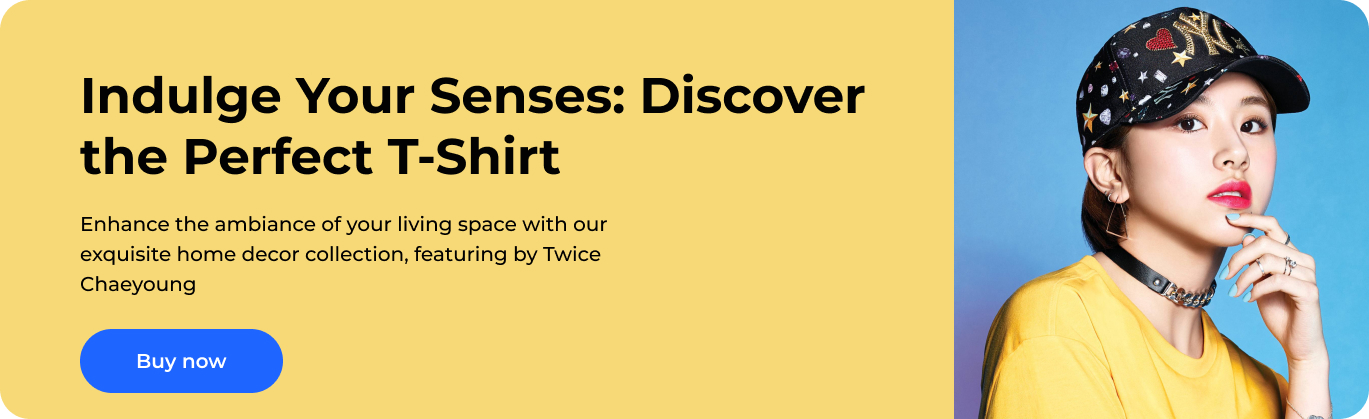 NY
Indulge Your Senses: Discover
the Perfect T-Shirt
Enhance the ambiance of your living space with our
exquisite home decor collection, featuring by Twice
Chaeyoung
Buy now